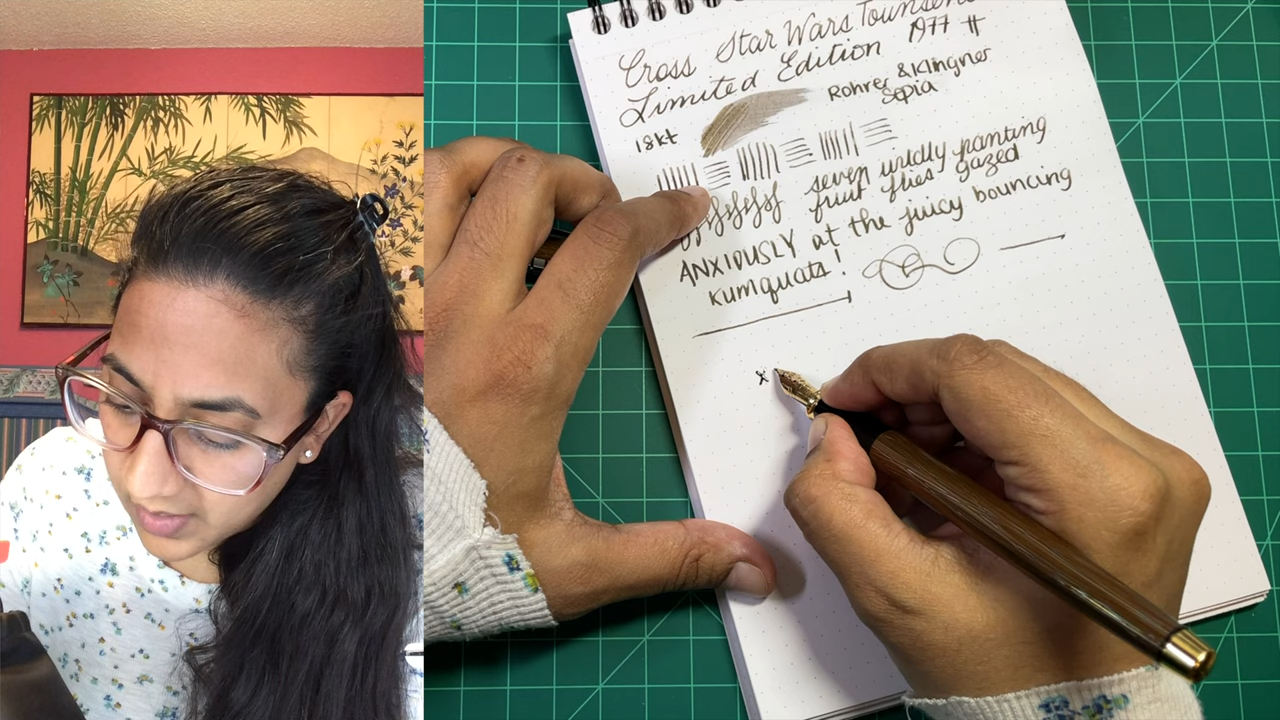 Cross Star Wars Townsend
Limited Edition 1977 #
18kt
Rohrer & Klingner
Sepia
seven wildly panting
fruit flies gazed
ANXIOUSLY at the juicy bouncing
kumquats!
x